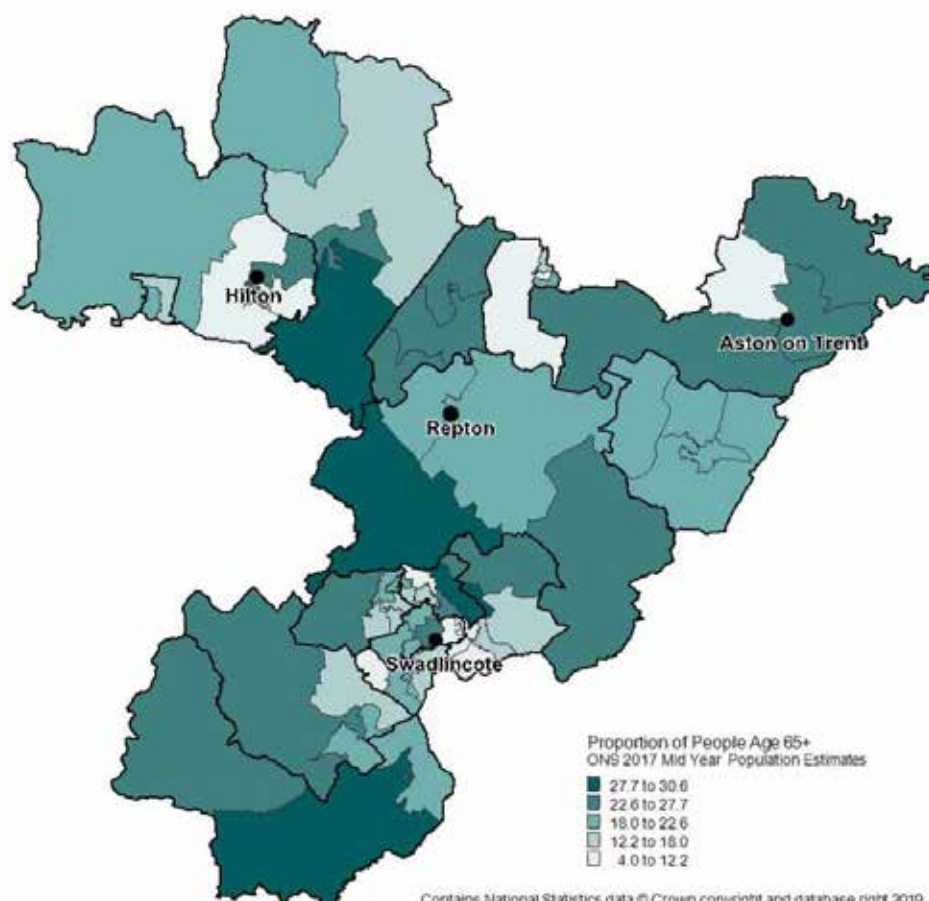 Hilton
Aston on Trent
Repton
Swadlincote
Proportion of People Age 65+
ONS 2017 Mid Year Population Estimates
27.7 to 30.6
22.6 to 27.7
18.0 to 22.6
12.2 to 18.0
4.0 to 12.2
Contains National Statistics data © Crown copyright and database right 2019